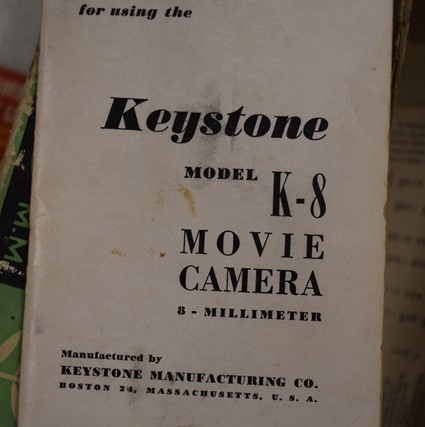 for using the
Keystone
MODEL K-8
MOVIE
CAMERA
8 - MILLIMETER
Manufactured by
KEYSTONE MANUFACTURING CO.
BOSTON 24, MASSACHUSETTS, U. S. A.
M.M